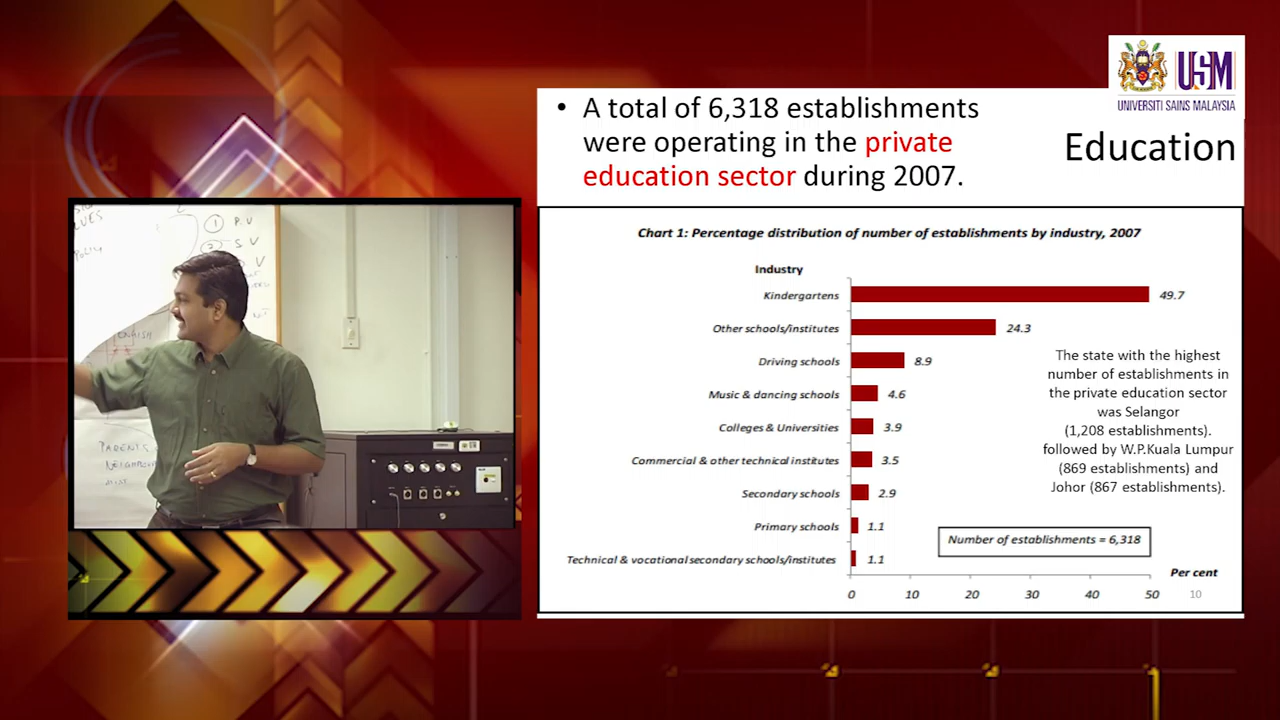 USM
UNIVERSITI SAINS MALAYSIA
Education
• A total of 6,318 establishments
were operating in the private
education sector during 2007.
Chart 1: Percentage distribution of number of establishments by industry, 2007
Industry
Kindergartens 49.7
Other schools/institutes 24.3
Driving schools 8.9
Music & dancing schools 4.6
Colleges & Universities 3.9
Commercial & other technical institutes 3.5
Secondary schools 2.9
Primary schools 1.1
Technical & vocational secondary schools/institutes 1.1
The state with the highest
number of establishments in
the private education sector
was Selangor
(1,208 establishments).
followed by W.P.Kuala Lumpur
(869 establishments) and
Johor (867 establishments).
Number of establishments = 6,318
Per cent
0 10 20 30 40 50
10
POLICY
1 P.V
2 S V
V
ENGLISH
PARENTS